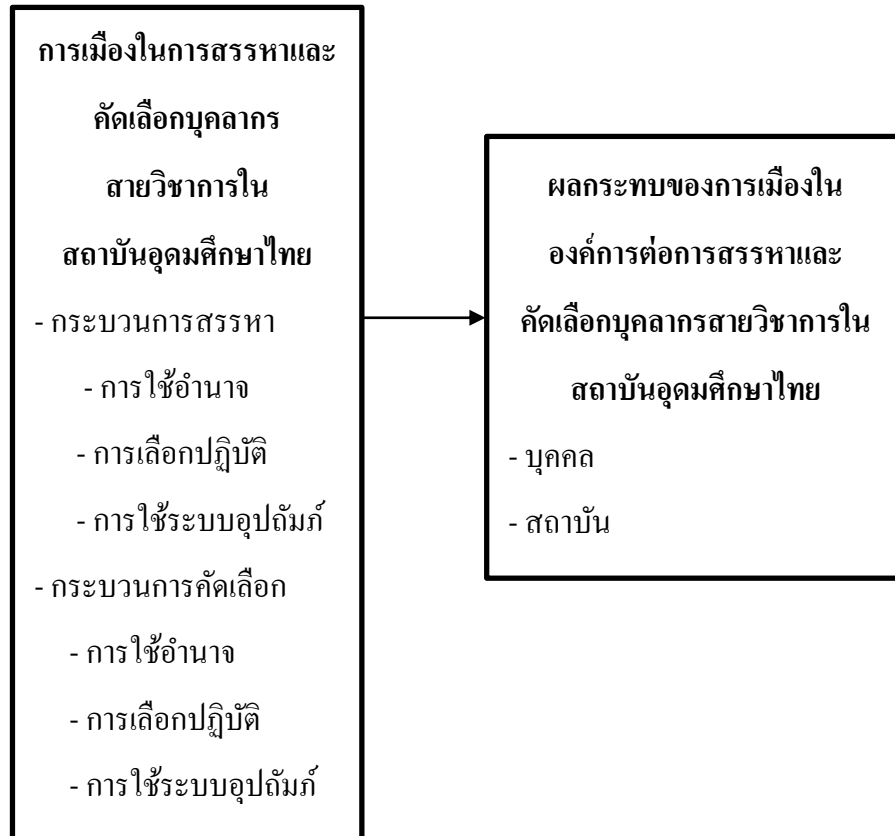 การเมืองในการสรรหาและ
คัดเลือกบุคลากร
สายวิชาการใน
สถาบันอุดมศึกษาไทย
- กระบวนการสรรหา
- การใช้อำนาจ
- การเลือกปฏิบัติ
- การใช้ระบบอุปถัมภ์
- กระบวนการคัดเลือก
- การใช้อำนาจ
- การเลือกปฏิบัติ
- การใช้ระบบอุปถัมภ์
ผลกระทบของการเมืองใน
องค์การต่อการสรรหาและ
คัดเลือกบุคลากรสายวิชาการใน
สถาบันอุดมศึกษาไทย
- บุคคล
- สถาบัน